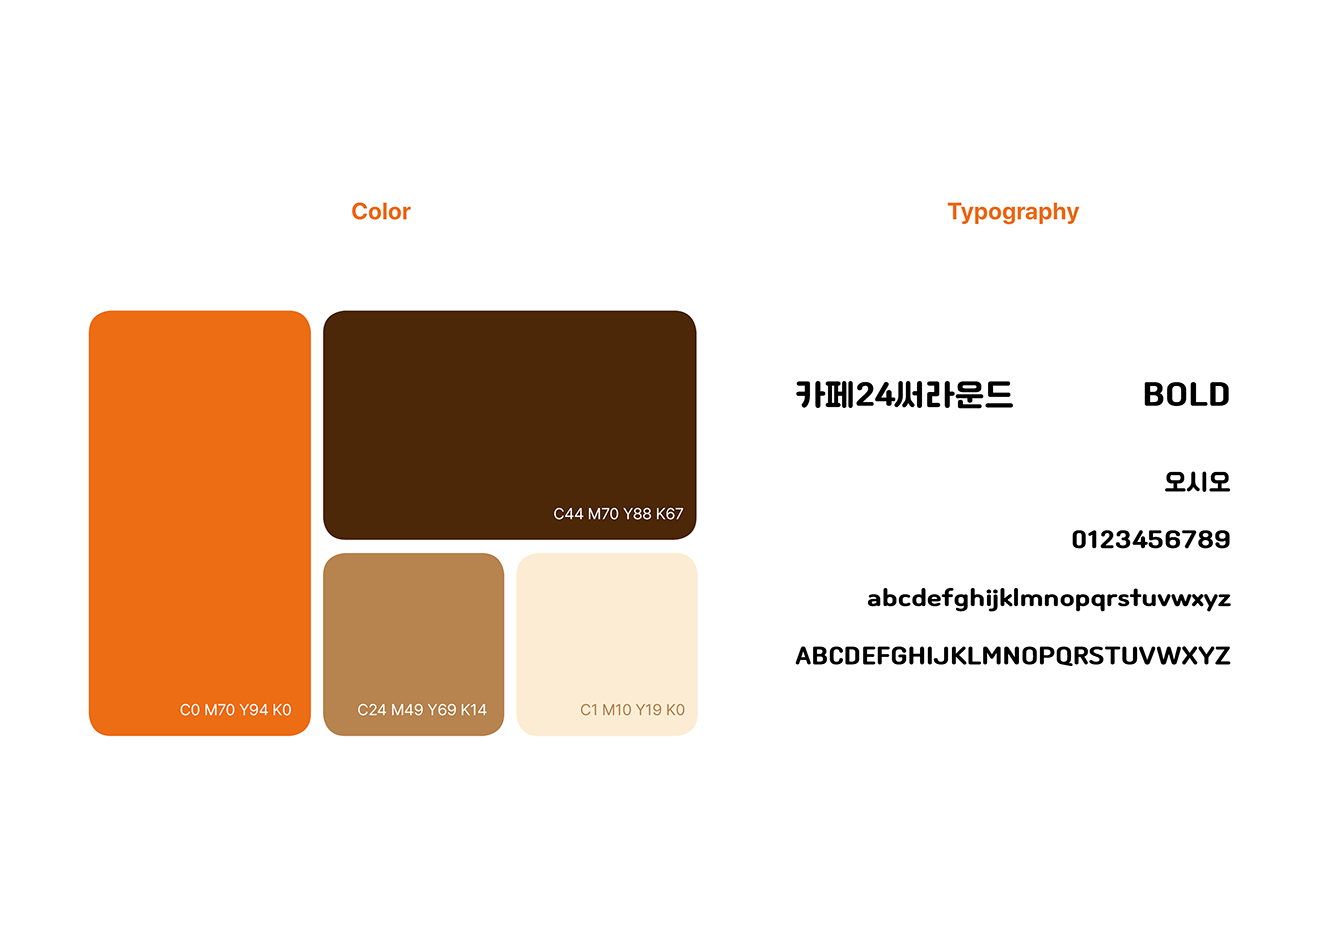 Color
Typography
C44 M70 Y88 K67
C0 M70 Y94 K0
C24 M49 Y69 K14
C1 M10 Y19 K0
카페24써라운드 BOLD
오시오
0123456789
abcdefghijklmnopqrstuvwxyz
ABCDEFGHIJKLMNOPQRSTUVWXYZ